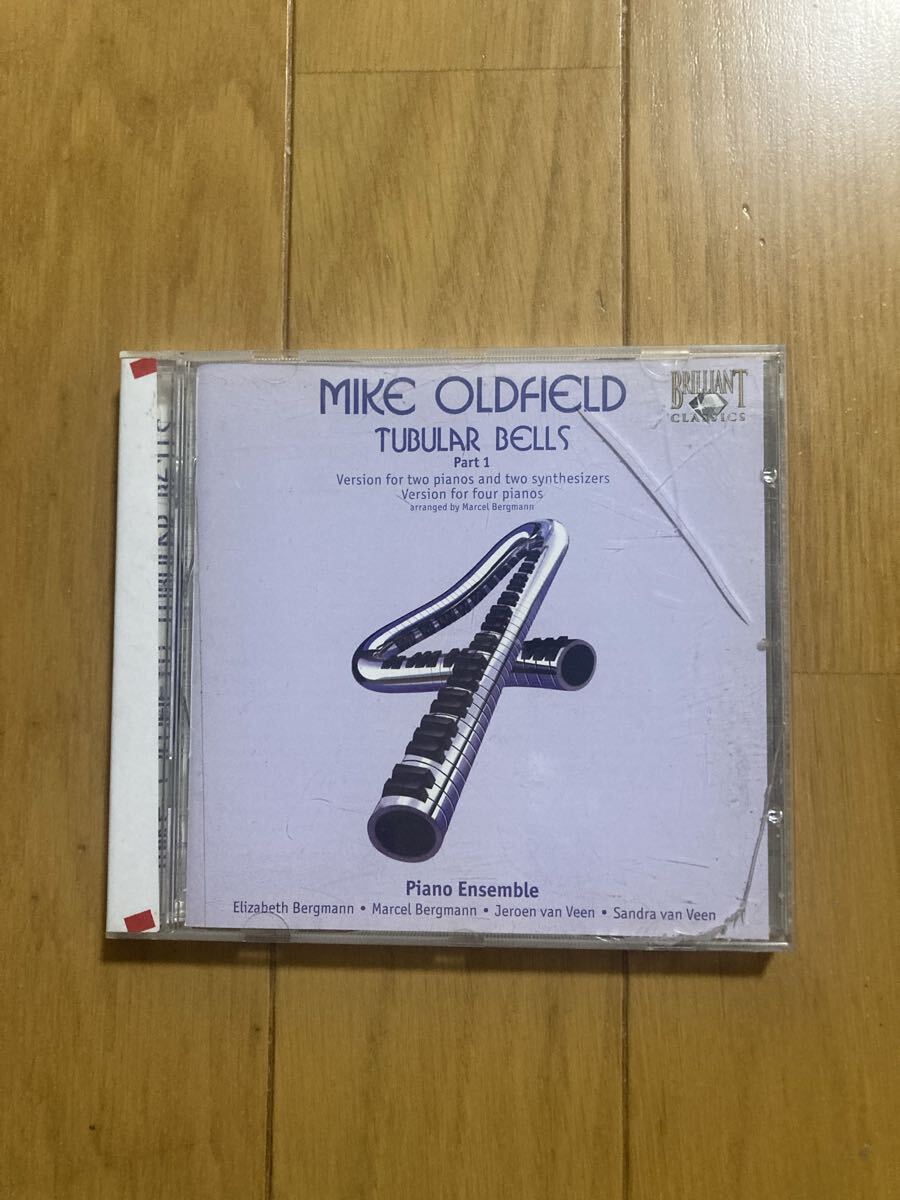 MIKE OLDFIELD
BRILLIANT
CLASSICS
TUBULAR BELLS
Part 1
Version for two pianos and two synthesizers
Version for four pianos
arranged by Marcel Bergmann
Piano Ensemble
Elizabeth Bergmann • Marcel Bergmann • Jeroen van Veen • Sandra van Veen